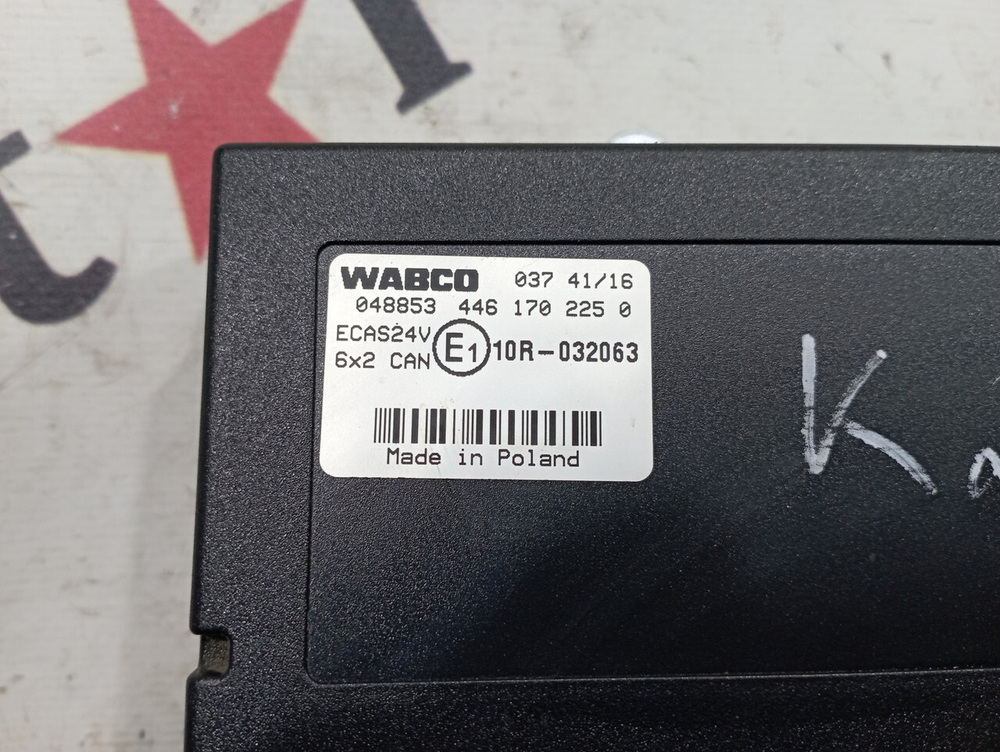 WABCO 037 41/16
048853 446 170 225 0
ECAS24V
6x2 CAN
E1 10R-032063
Made in Poland